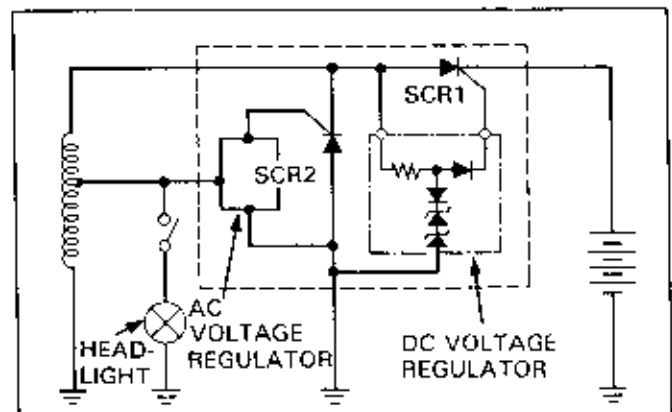 SCR1
SCR2
AC
VOLTAGE
REGULATOR
HEAD-
LIGHT
DC VOLTAGE
REGULATOR